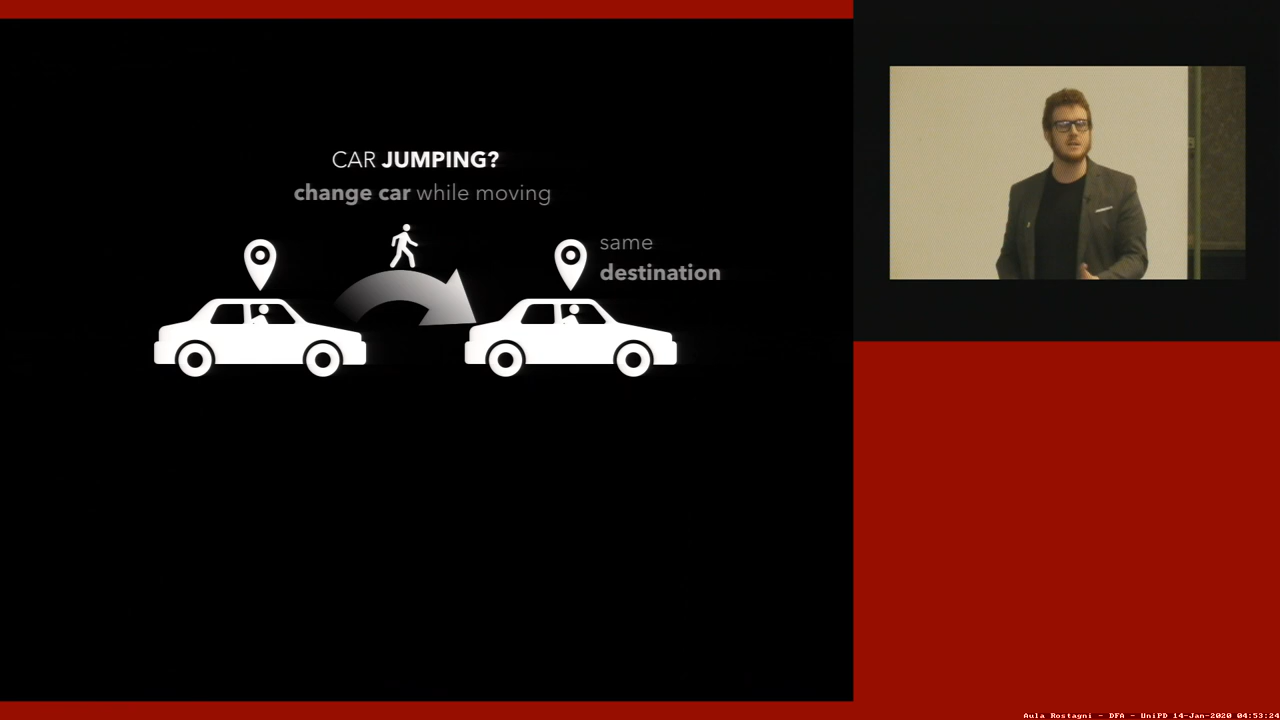 CAR JUMPING?
change car while moving
same
destination
Aula Rostagni - DFA - UniPD 14-Jan-2020 04:53:24